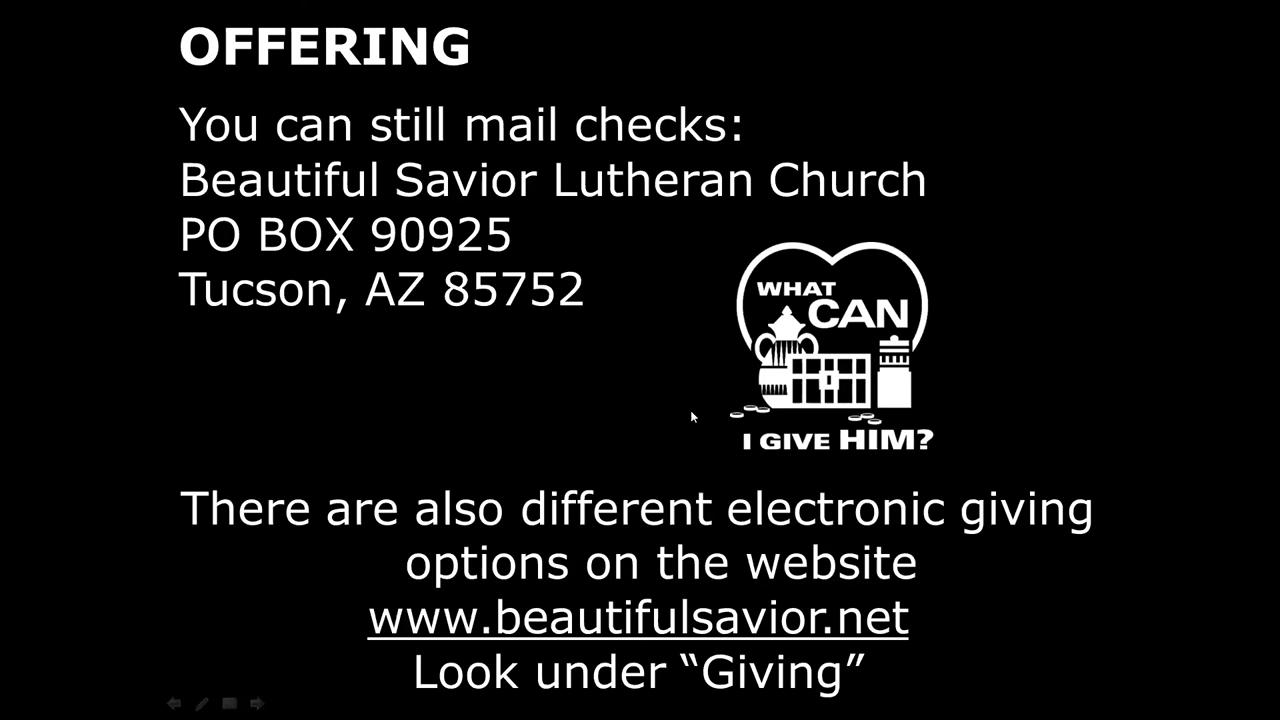 OFFERING
You can still mail checks:
Beautiful Savior Lutheran Church
PO BOX 90925
Tucson, AZ 85752
WHAT
CAN
I GIVE HIM?
There are also different electronic giving
options on the website
www.beautifulsavior.net
Look under “Giving”